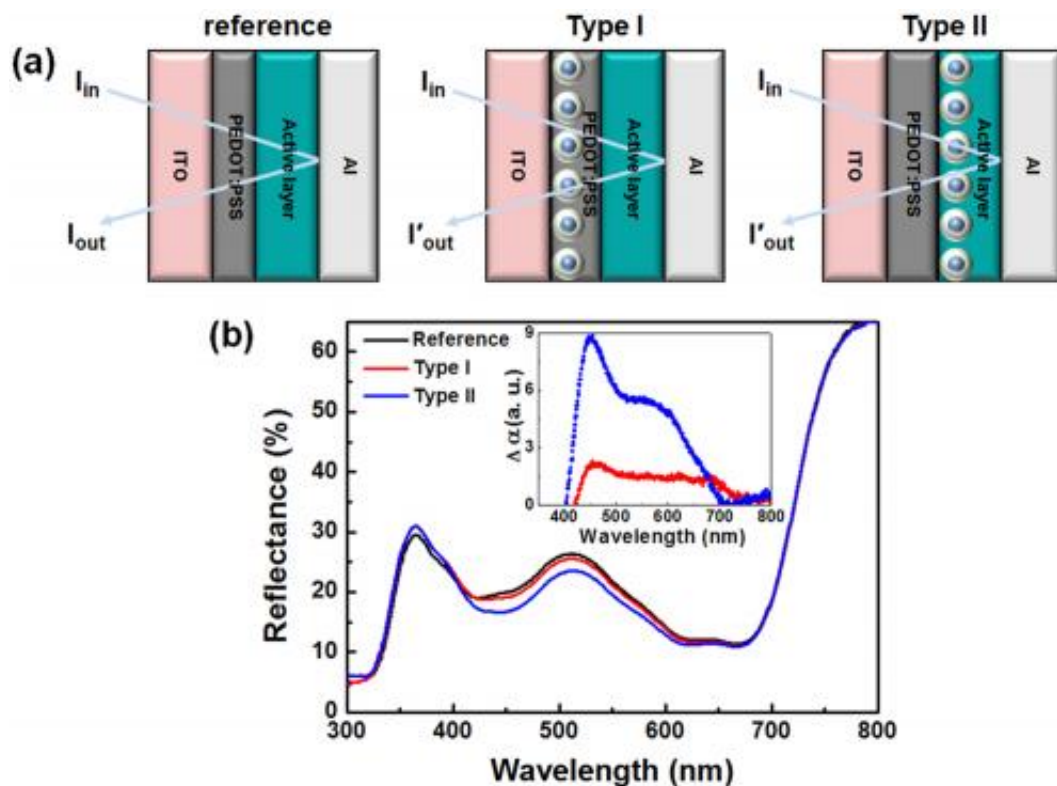 reference Type I Type II
(a)
I_in I_in I_in
ITO PEDOT:PSS Active layer Al
ITO PEDOT:PSS Active layer Al
ITO PEDOT:PSS Active layer Al
I_out I'_out I'_out
(b)
Reference
Type I
Type II
Reflectance (%)
60
50
40
30
20
10
0
300 400 500 600 700 800
Wavelength (nm)
Δ α (a. u.)
9
6
3
0
400 500 600 700 800
Wavelength (nm)